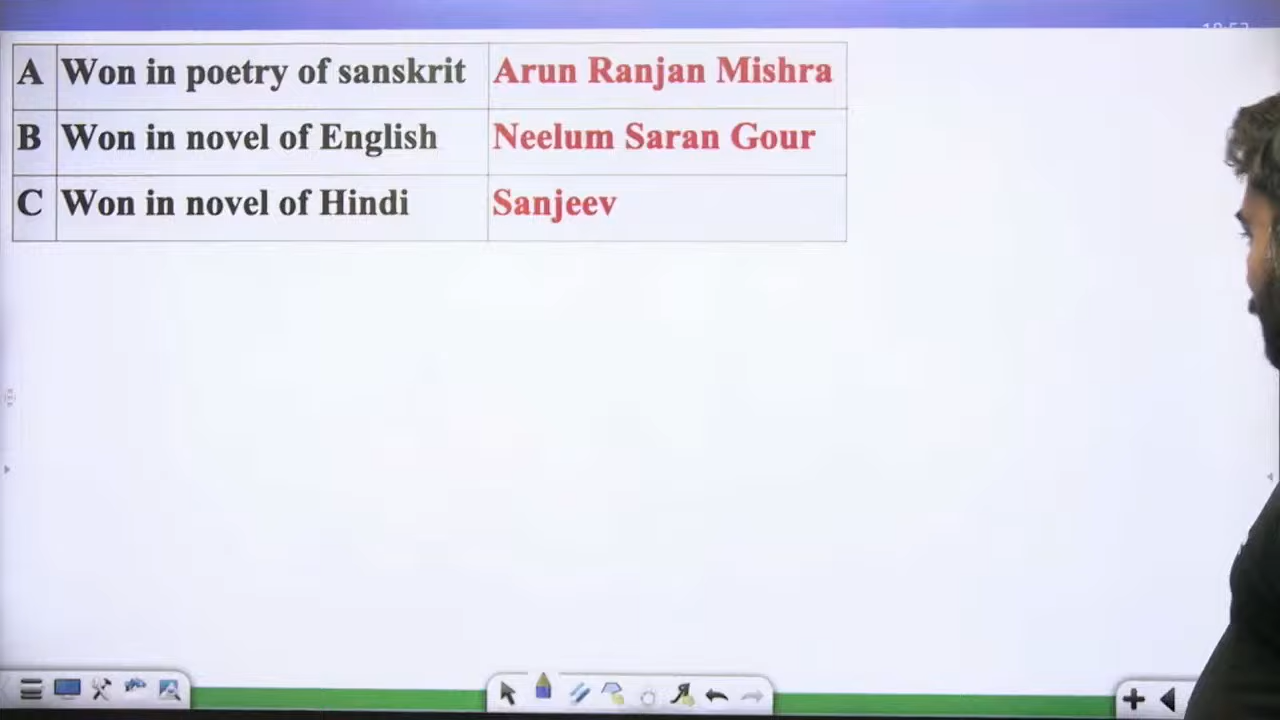 A Won in poetry of sanskrit Arun Ranjan Mishra
B Won in novel of English Neelum Saran Gour
C Won in novel of Hindi Sanjeev